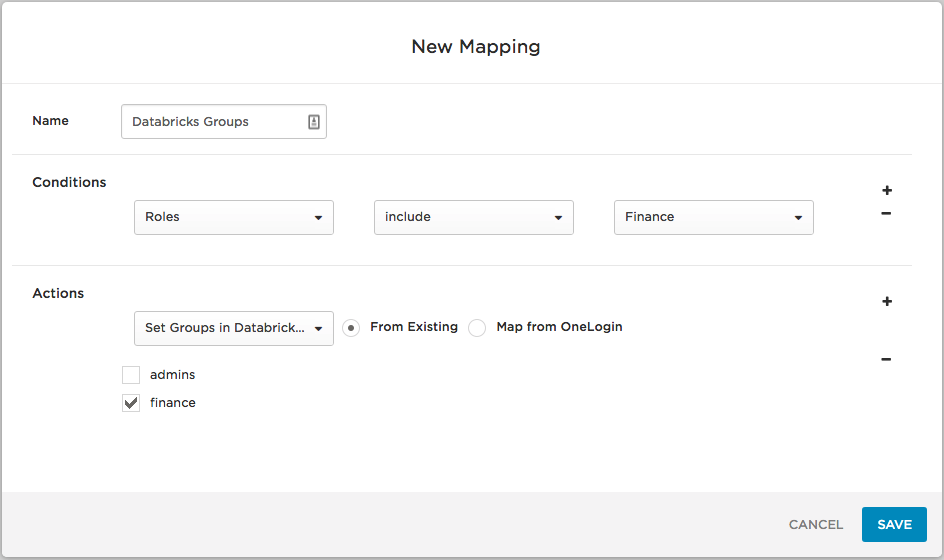 New Mapping
Name
Databricks Groups
Conditions
Roles include Finance
Actions
Set Groups in Databrick... From Existing Map from OneLogin
admins
finance
CANCEL SAVE